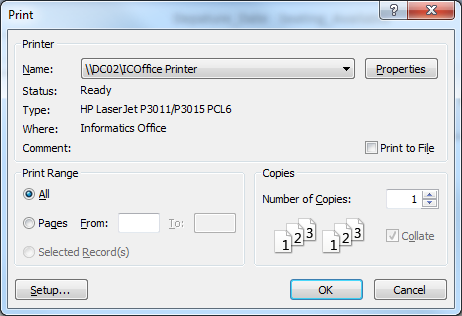 Print
Printer
Name: \\DC02\ICOffice Printer Properties
Status: Ready
Type: HP LaserJet P3011/P3015 PCL6
Where: Informatics Office
Comment: Print to File
Print Range Copies
All Number of Copies: 1
Pages From: To:
1 2 3 1 2 3 Collate
Selected Record(s)
Setup... OK Cancel